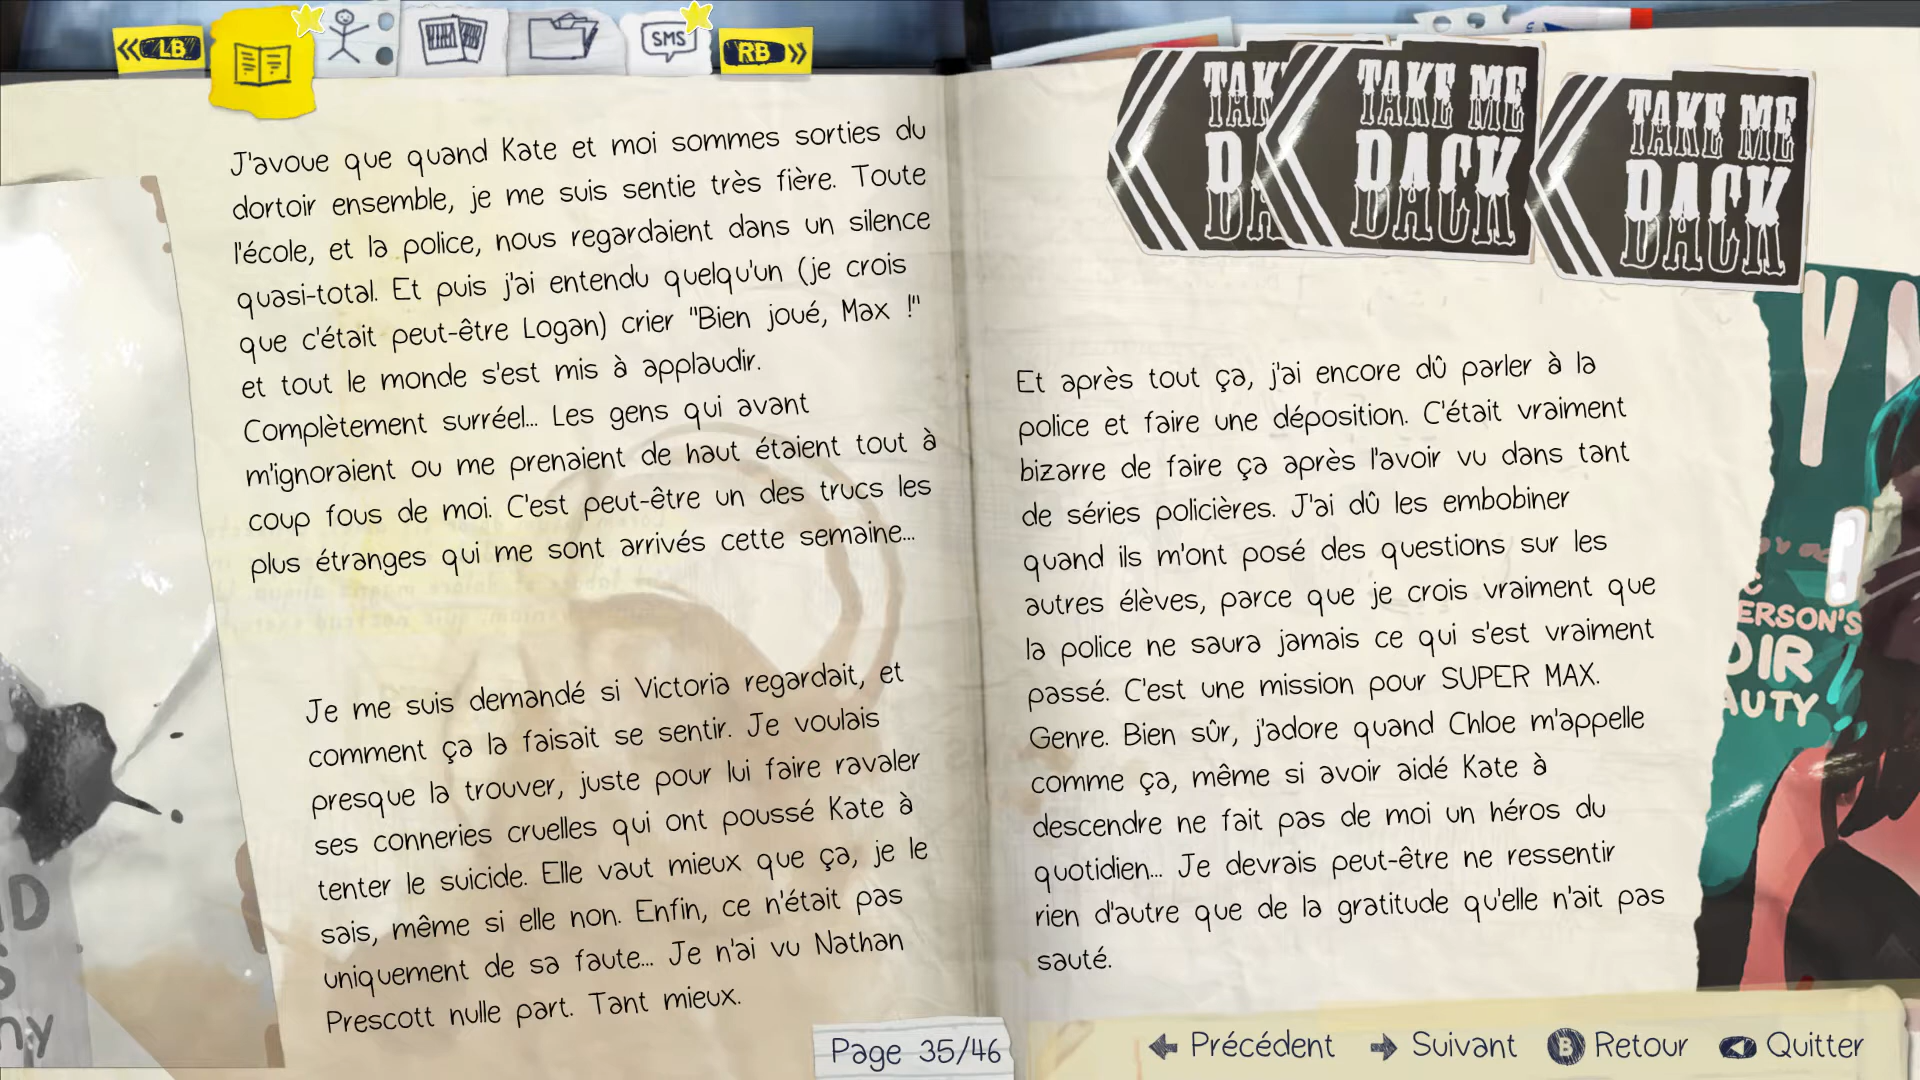 LB
SMS
RB
J'avoue que quand Kate et moi sommes sorties du
dortoir ensemble, je me suis sentie très fière. Toute
l'école, et la police, nous regardaient dans un silence
quasi-total. Et puis j'ai entendu quelqu'un (je crois
que c'était peut-être Logan) crier "Bien joué, Max !"
et tout le monde s'est mis à applaudir.
Complètement surréel... Les gens qui avant
m'ignoraient ou me prenaient de haut étaient tout à
coup fous de moi. C'est peut-être un des trucs les
plus étranges qui me sont arrivés cette semaine...
Je me suis demandé si Victoria regardait, et
comment ça la faisait se sentir. Je voulais
presque la trouver, juste pour lui faire ravaler
ses conneries cruelles qui ont poussé Kate à
tenter le suicide. Elle vaut mieux que ça, je le
sais, même si elle non. Enfin, ce n'était pas
uniquement de sa faute... Je n'ai vu Nathan
Prescott nulle part. Tant mieux.
TAKE ME
DACK
TAKE ME
DACK
Et après tout ça, j'ai encore dû parler à la
police et faire une déposition. C'était vraiment
bizarre de faire ça après l'avoir vu dans tant
de séries policières. J'ai dû les embobiner
quand ils m'ont posé des questions sur les
autres élèves, parce que je crois vraiment que
la police ne saura jamais ce qui s'est vraiment
passé. C'est une mission pour SUPER MAX.
Genre. Bien sûr, j'adore quand Chloe m'appelle
comme ça, même si avoir aidé Kate à
descendre ne fait pas de moi un héros du
quotidien... Je devrais peut-être ne ressentir
rien d'autre que de la gratitude qu'elle n'ait pas
sauté.
Page 35/46
Précédent
Suivant
B Retour
Quitter